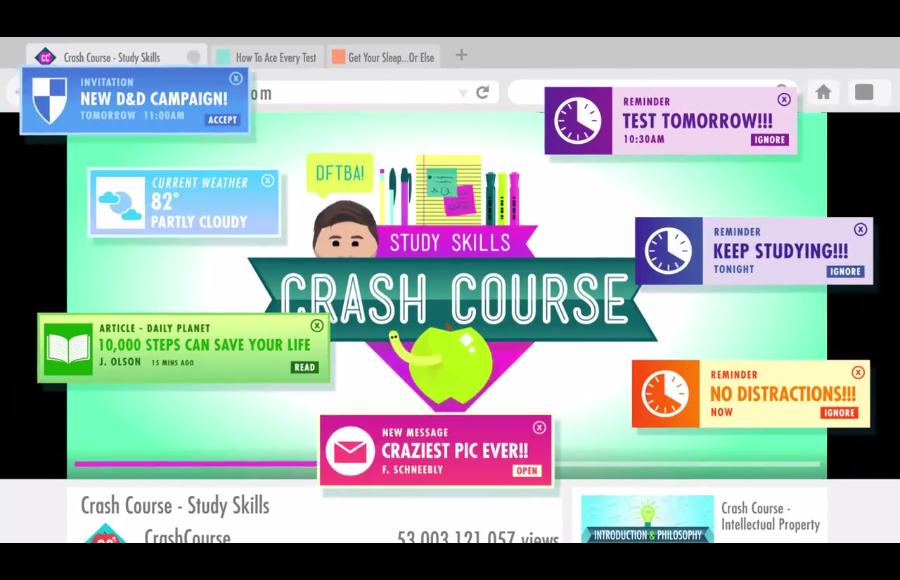 CC
Crash Course - Study Skills
How To Ace Every Test
Get Your Sleep...Or Else
+
om
INVITATION
NEW D&D CAMPAIGN!
TOMORROW 11:00AM
ACCEPT
REMINDER
TEST TOMORROW!!!
10:30AM
IGNORE
CURRENT WEATHER
82°
PARTLY CLOUDY
DFTBA!
STUDY SKILLS
CRASH COURSE
REMINDER
KEEP STUDYING!!!
TONIGHT
IGNORE
ARTICLE - DAILY PLANET
10,000 STEPS CAN SAVE YOUR LIFE
J. OLSON 15 MINS AGO
READ
REMINDER
NO DISTRACTIONS!!!
NOW
IGNORE
NEW MESSAGE
CRAZIEST PIC EVER!!
F. SCHNEEBLY
OPEN
Crash Course - Study Skills
CC
CrashCourse
53,003,121,057 views
INTRODUCTION & PHILOSOPHY
Crash Course -
Intellectual Property